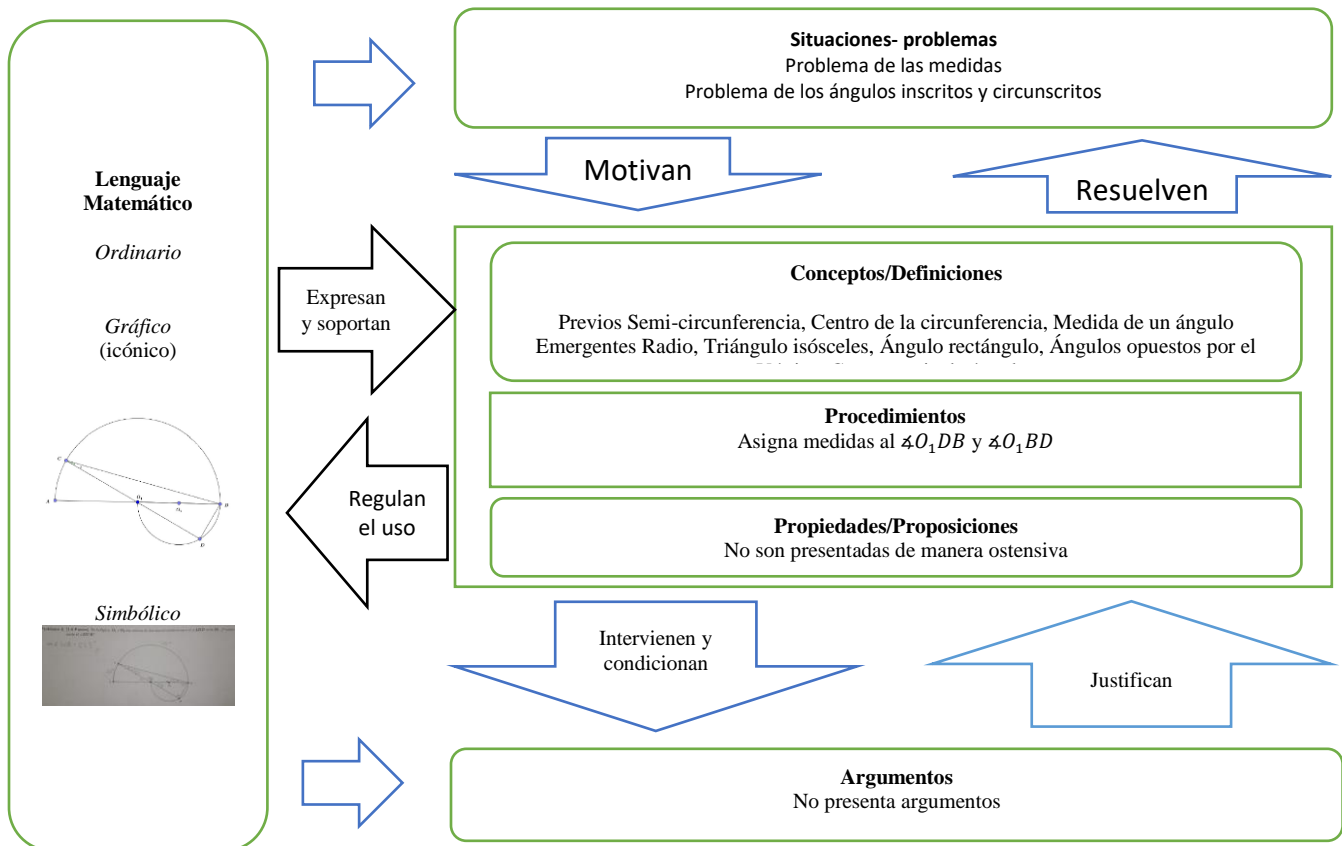 Situaciones- problemas
Problema de las medidas
Problema de los ángulos inscritos y circunscritos
Motivan
Resuelven
Lenguaje
Matemático
Ordinario
Gráfico
(icónico)
C
A
O₁
B
D
Simbólico
Expresan
y soportan
Regulan
el uso
Conceptos/Definiciones
Previos Semi-circunferencia, Centro de la circunferencia, Medida de un ángulo
Emergentes Radio, Triángulo isósceles, Ángulo rectángulo, Ángulos opuestos por el
Procedimientos
Asigna medidas al ∡O₁DB y ∡O₁BD
Propiedades/Proposiciones
No son presentadas de manera ostensiva
Intervienen y
condicionan
Justifican
Argumentos
No presenta argumentos